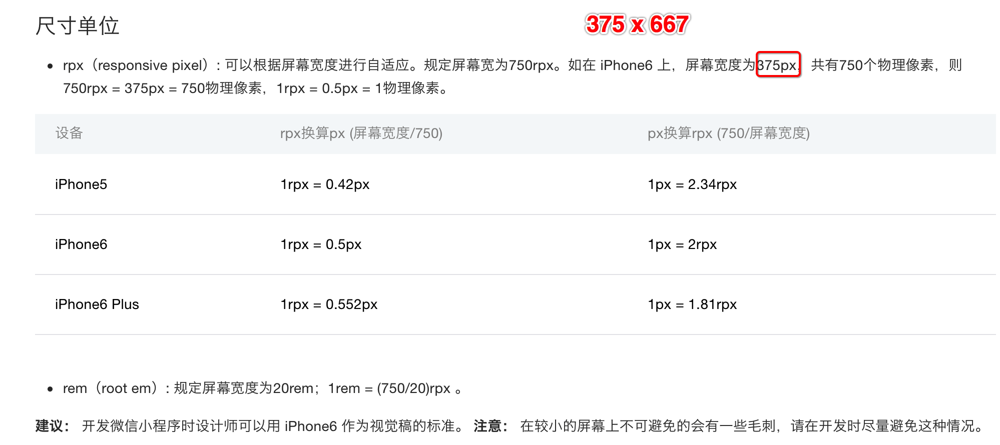 尺寸单位
375 x 667
rpx（responsive pixel）: 可以根据屏幕宽度进行自适应。规定屏幕宽为750rpx。如在 iPhone6 上，屏幕宽度为375px，共有750个物理像素，则
750rpx = 375px = 750物理像素，1rpx = 0.5px = 1物理像素。
设备 rpx换算px (屏幕宽度/750) px换算rpx (750/屏幕宽度)
iPhone5 1rpx = 0.42px 1px = 2.34rpx
iPhone6 1rpx = 0.5px 1px = 2rpx
iPhone6 Plus 1rpx = 0.552px 1px = 1.81rpx
rem（root em）: 规定屏幕宽度为20rem；1rem = (750/20)rpx 。
建议： 开发微信小程序时设计师可以用 iPhone6 作为视觉稿的标准。 注意： 在较小的屏幕上不可避免的会有一些毛刺，请在开发时尽量避免这种情况。